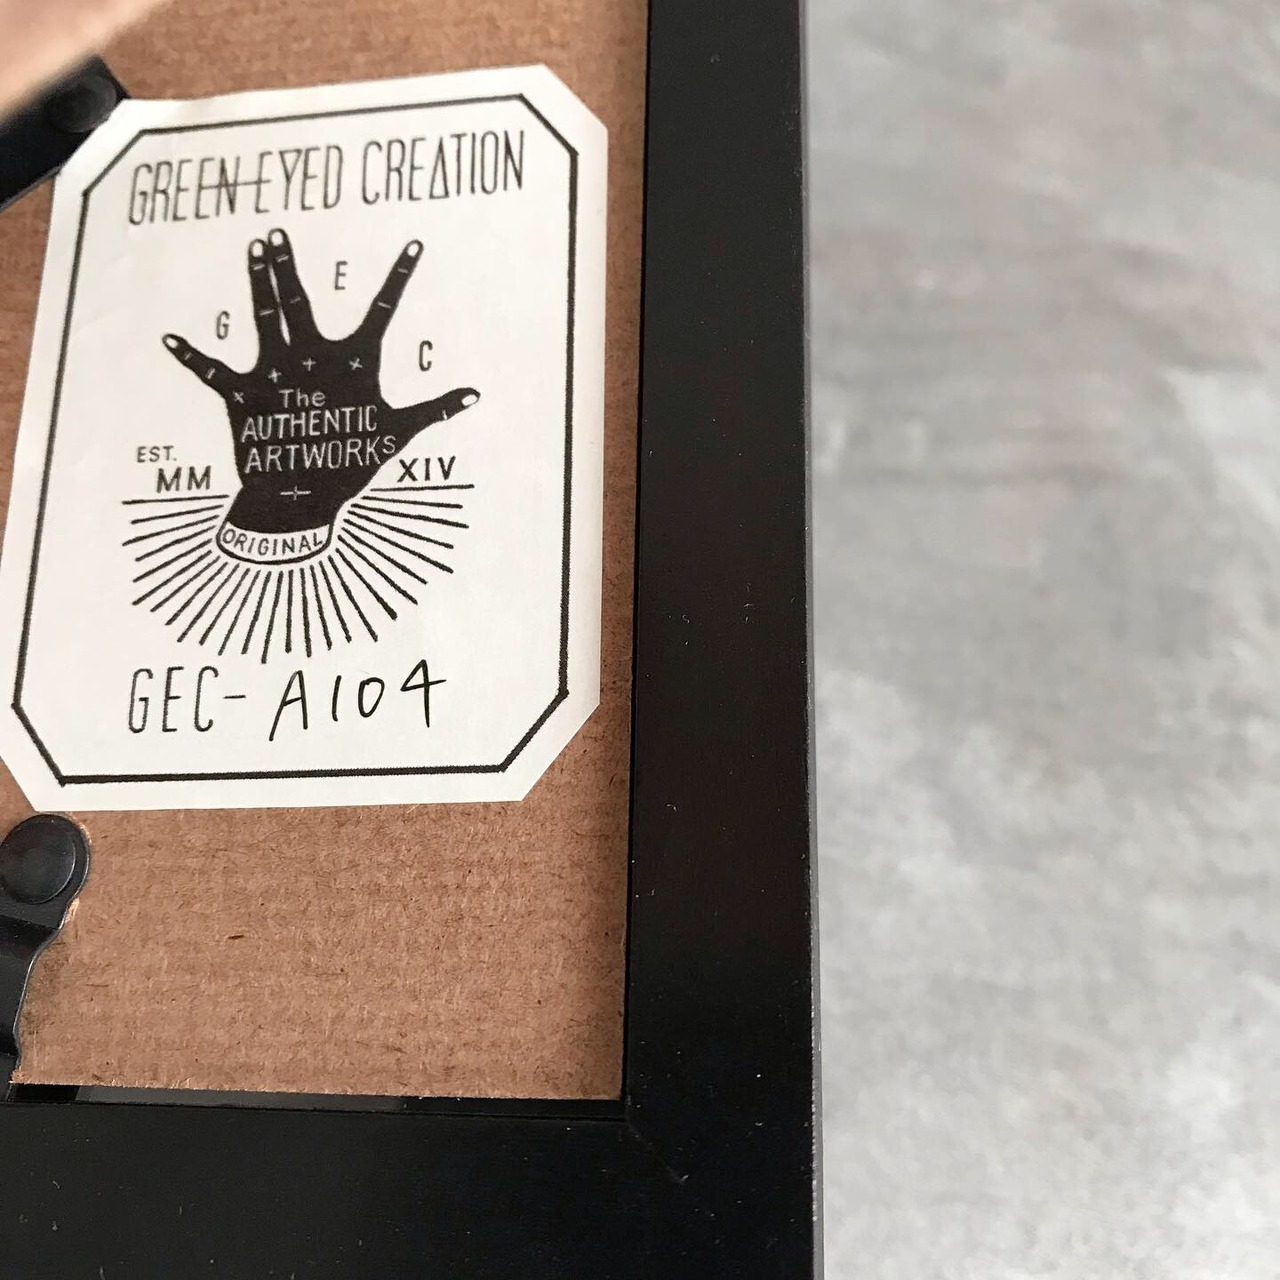 GREEN-EYED CREATION
G E C
The
AUTHENTIC
ARTWORKS
EST.
MM XIV
ORIGINAL
GEC- A104